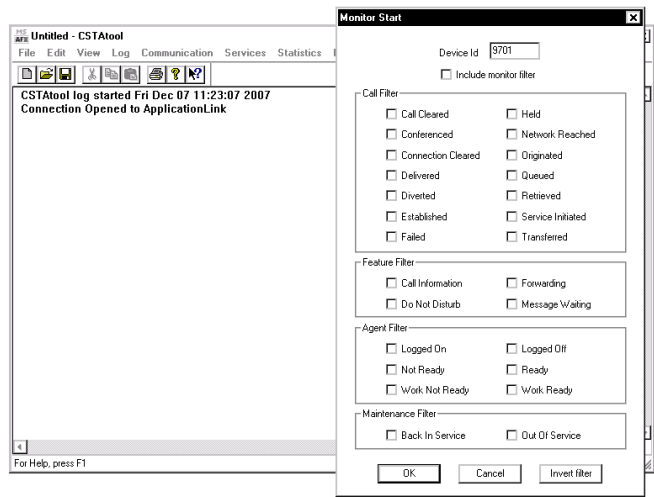 MS AFX Untitled - CSTAtool
File Edit View Log Communication Services Statistics
CSTAtool log started Fri Dec 07 11:23:07 2007
Connection Opened to ApplicationLink
For Help, press F1
Monitor Start
Device Id 9701
Include monitor filter
Call Filter
Call Cleared Held
Conferenced Network Reached
Connection Cleared Originated
Delivered Queued
Diverted Retrieved
Established Service Initiated
Failed Transferred
Feature Filter
Call Information Forwarding
Do Not Disturb Message Waiting
Agent Filter
Logged On Logged Off
Not Ready Ready
Work Not Ready Work Ready
Maintenance Filter
Back In Service Out Of Service
OK Cancel Invert filter